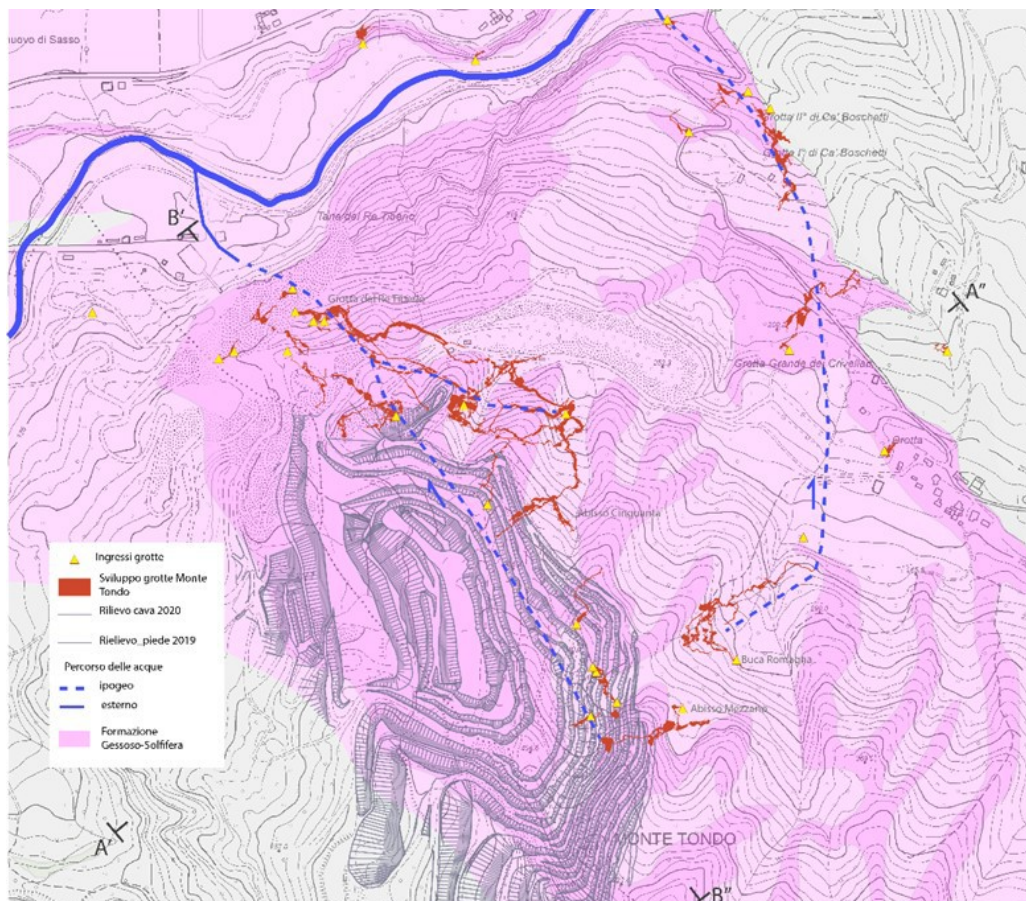 nuovo di Sasso
Grotta II° di Ca' Boschetti
Grotta I° di Ca' Boschetti
Tana del Re Tiberio
B'
A"
Grotta del Re Tiberio
Grotta Grande dei Crivellari
Grotta
Abisso Cinquanta
Ingressi grotte
Sviluppo grotte Monte
Tondo
Rilievo cava 2020
Rielievo_piede 2019
Percorso delle acque
ipogeo
esterno
Formazione
Gessoso-Solfifera
Buca Romagna
Abisso Mezzano
A'
MONTE TONDO
B"